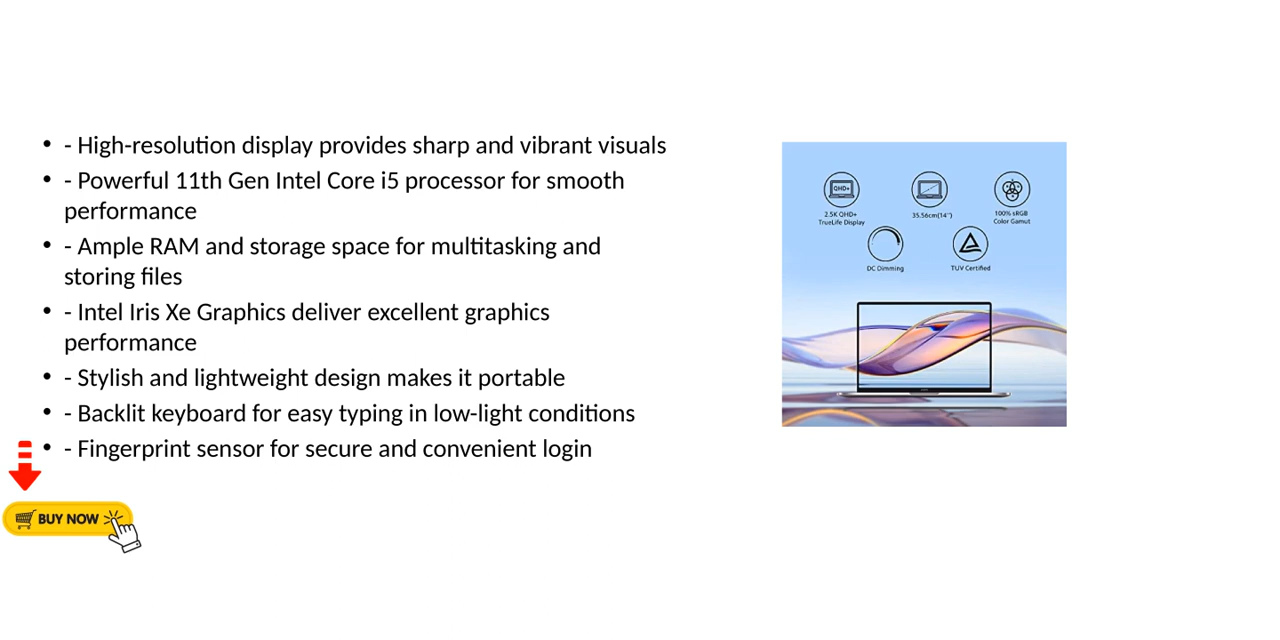 • - High-resolution display provides sharp and vibrant visuals
• - Powerful 11th Gen Intel Core i5 processor for smooth
performance
• - Ample RAM and storage space for multitasking and
storing files
• - Intel Iris Xe Graphics deliver excellent graphics
performance
• - Stylish and lightweight design makes it portable
• - Backlit keyboard for easy typing in low-light conditions
• - Fingerprint sensor for secure and convenient login
BUY NOW
QHD+
2.5K QHD+
TrueLife Display
35.56cm(14")
100% sRGB
Color Gamut
DC Dimming
TUV Certified